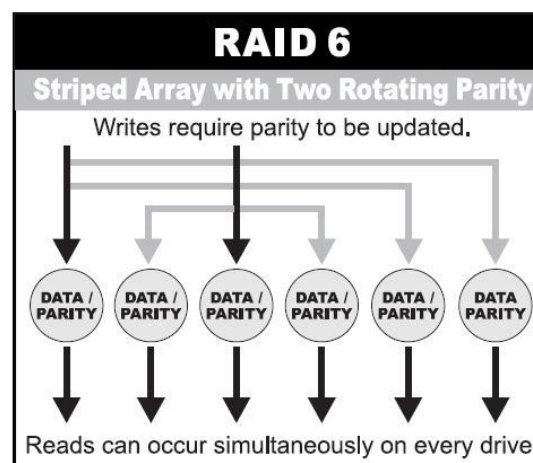 RAID 6
Striped Array with Two Rotating Parity
Writes require parity to be updated.
DATA / PARITY
DATA / PARITY
DATA / PARITY
DATA / PARITY
DATA / PARITY
DATA PARITY
Reads can occur simultaneously on every drive